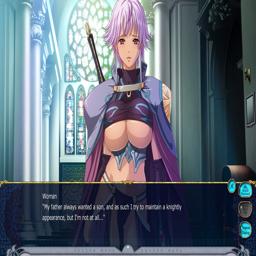 Woman
"My father always wanted a son, and as such I try to maintain a knightly
appearance, but I'm not at all..."